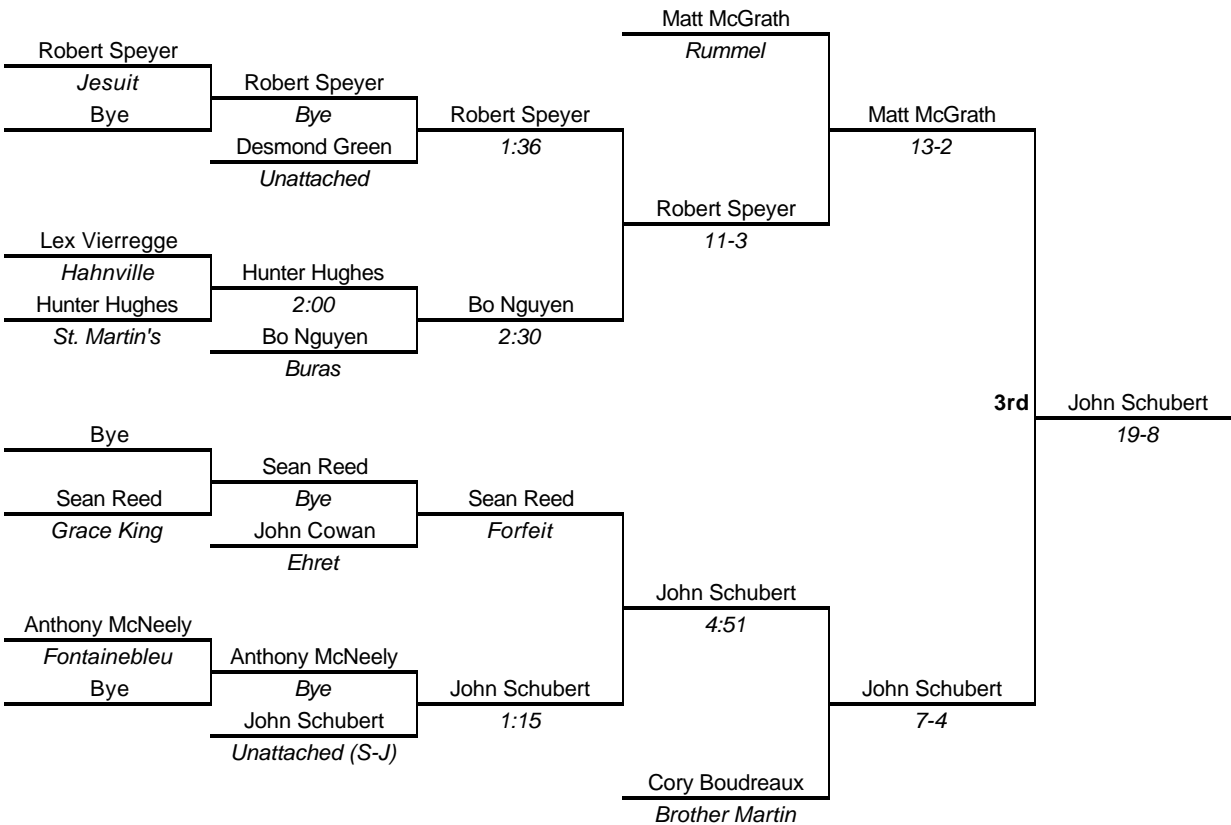 Matt McGrath
Rummel
Robert Speyer
Jesuit
Bye
Robert Speyer
Bye
Desmond Green
Unattached
Robert Speyer
1:36
Matt McGrath
13-2
Robert Speyer
11-3
Lex Vierregge
Hahnville
Hunter Hughes
St. Martin's
Hunter Hughes
2:00
Bo Nguyen
Buras
Bo Nguyen
2:30
3rd
John Schubert
19-8
Bye
Sean Reed
Grace King
Sean Reed
Bye
John Cowan
Ehret
Sean Reed
Forfeit
John Schubert
4:51
Anthony McNeely
Fontainebleu
Bye
Anthony McNeely
Bye
John Schubert
Unattached (S-J)
John Schubert
1:15
John Schubert
7-4
Cory Boudreaux
Brother Martin